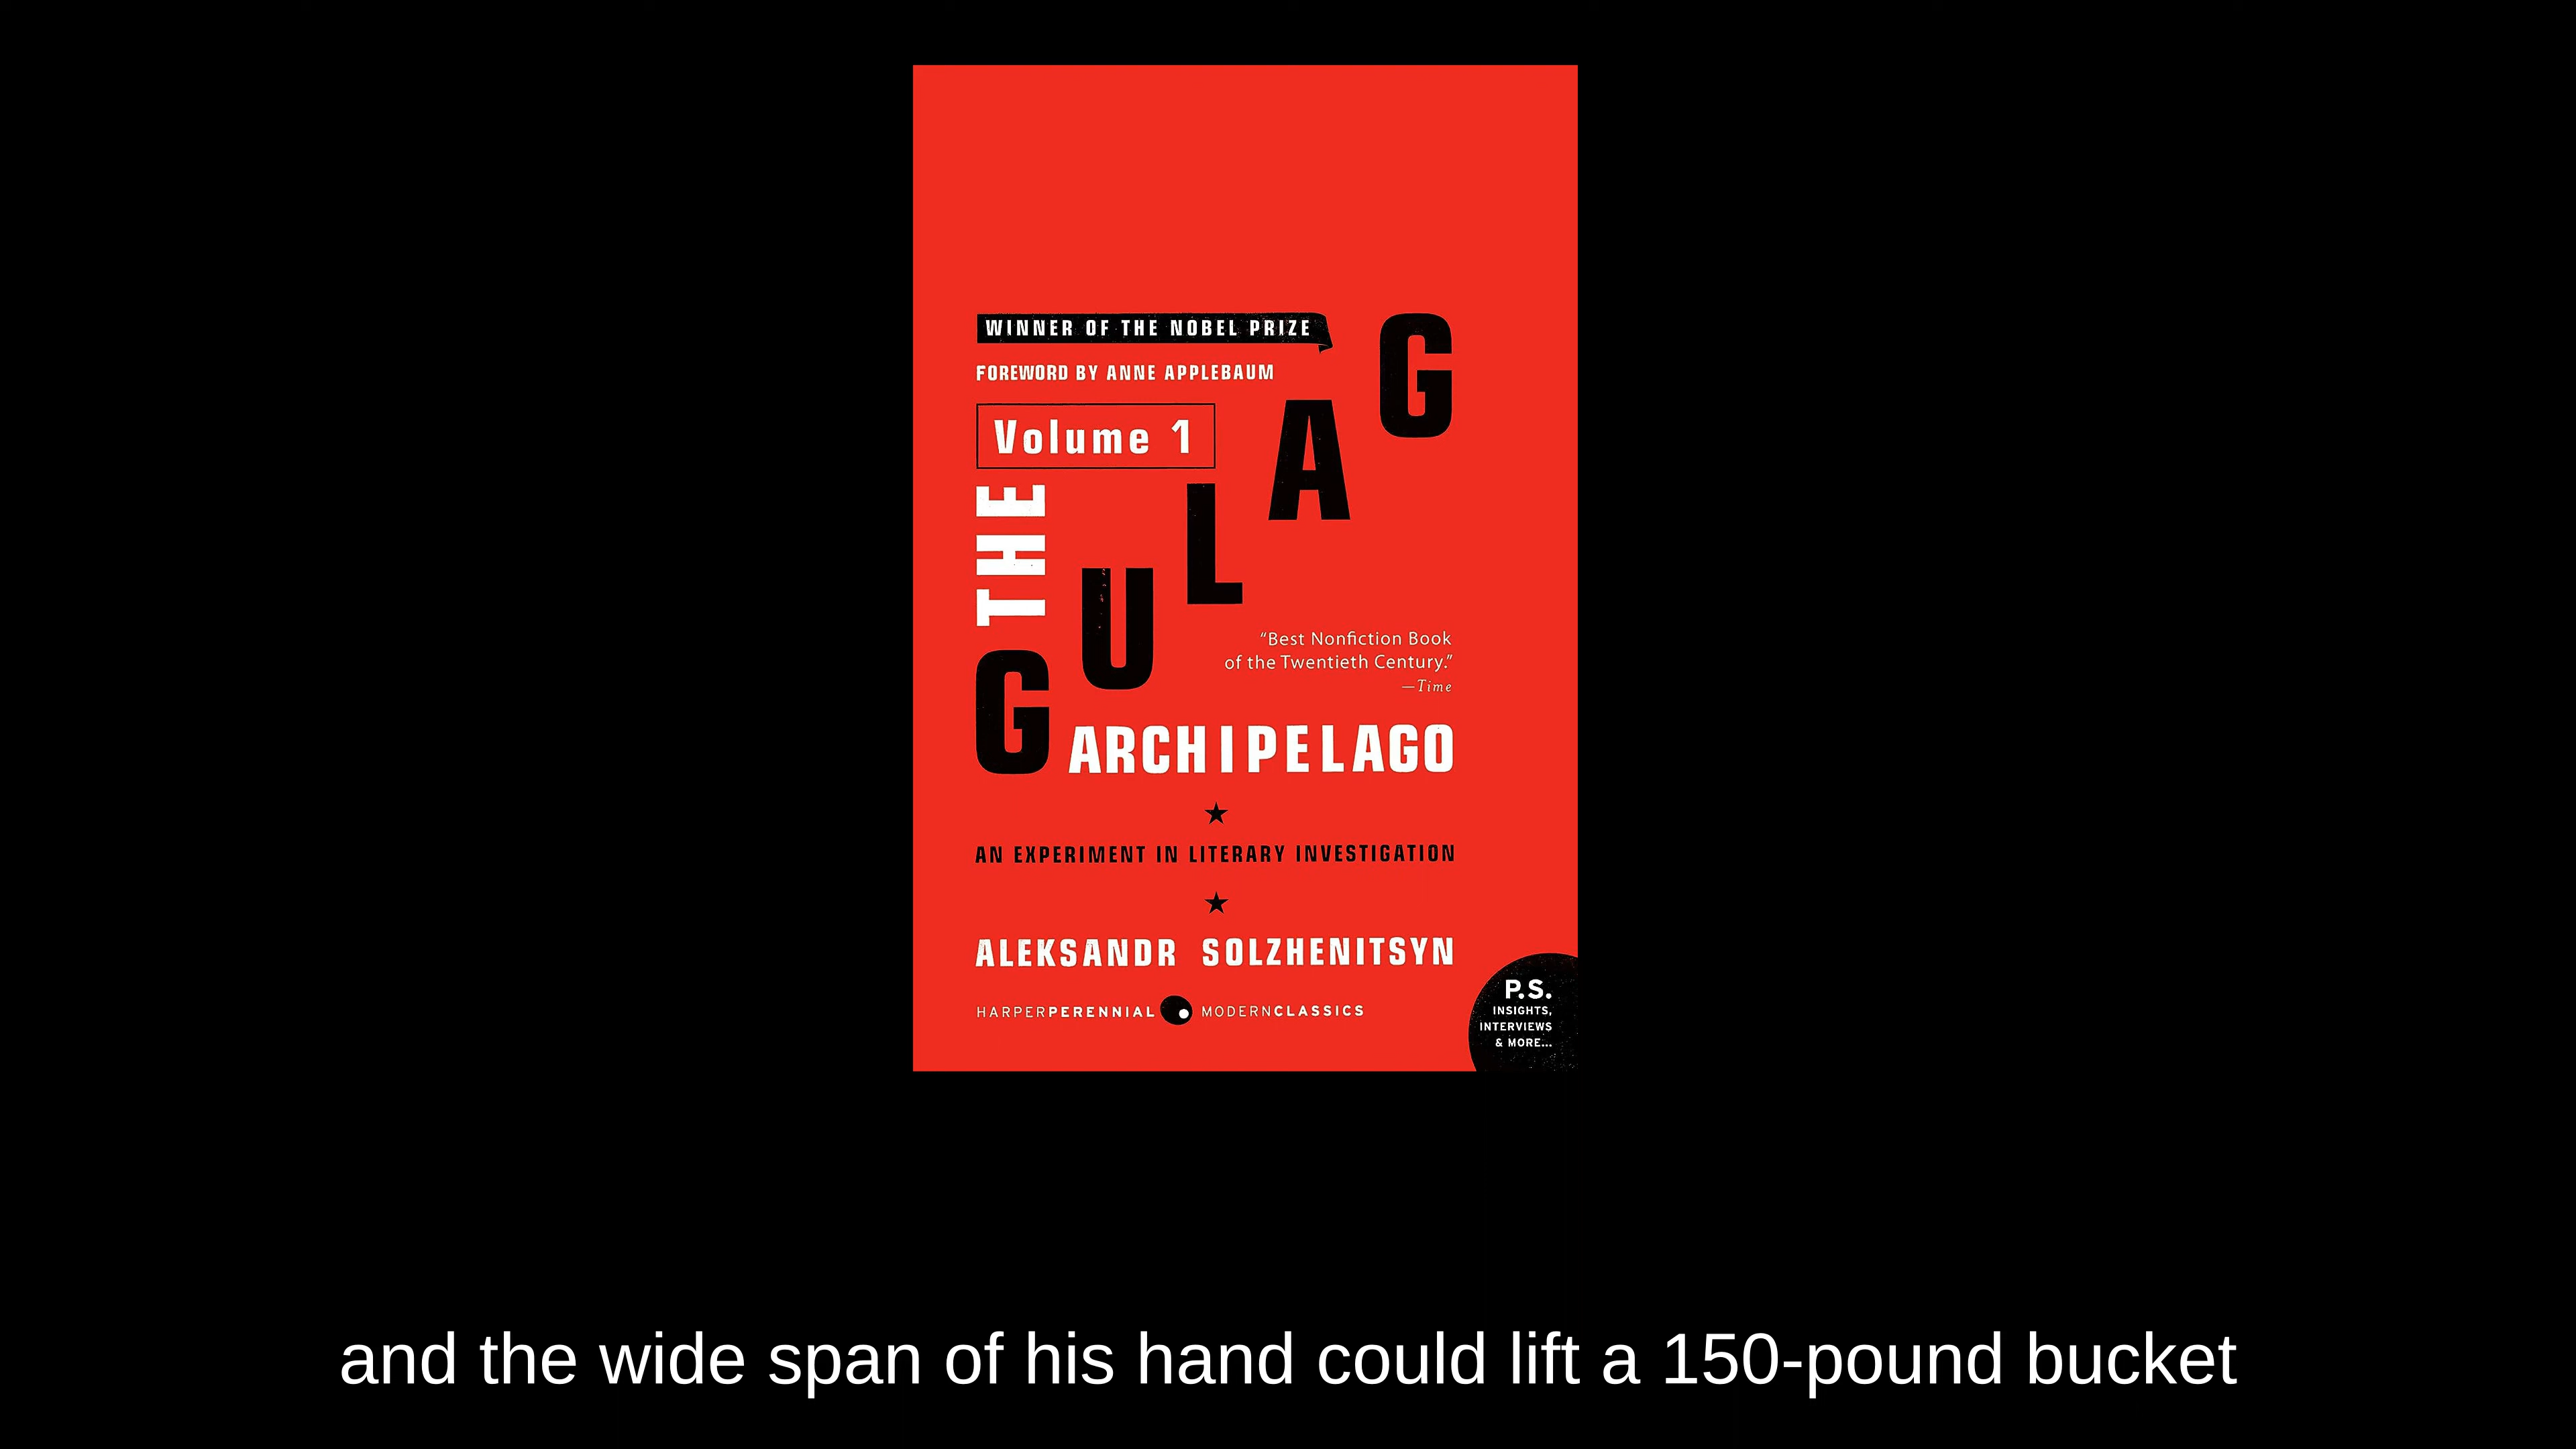 WINNER OF THE NOBEL PRIZE
FOREWORD BY ANNE APPLEBAUM
Volume 1
THE
GULAG
“Best Nonfiction Book
of the Twentieth Century.”
—Time
ARCHIPELAGO
AN EXPERIMENT IN LITERARY INVESTIGATION
ALEKSANDR SOLZHENITSYN
HARPERPERENNIAL MODERNCLASSICS
P.S.
INSIGHTS,
INTERVIEWS
& MORE...
and the wide span of his hand could lift a 150-pound bucket